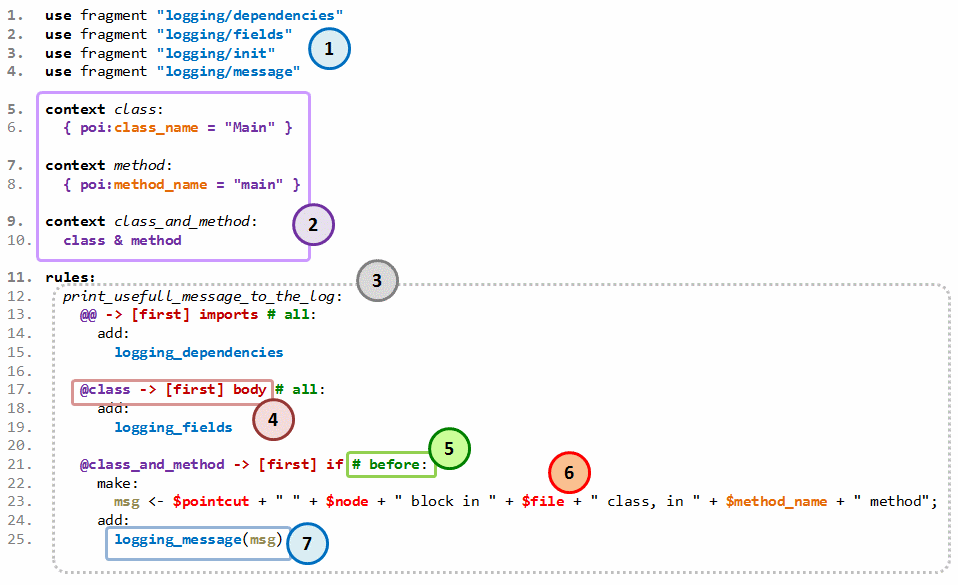 1. use fragment "logging/dependencies"
2. use fragment "logging/fields"
3. use fragment "logging/init"
1
4. use fragment "logging/message"
5. context class:
6. { poi:class_name = "Main" }
7. context method:
8. { poi:method_name = "main" }
9. context class_and_method:
2
10. class & method
11. rules:
3
12. print_usefull_message_to_the_log:
13. @@ -> [first] imports # all:
14. add:
15. logging_dependencies
16.
17. @class -> [first] body # all:
18. add:
4
19. logging_fields
20.
5
21. @class_and_method -> [first] if # before:
6
22. make:
23. msg <- $pointcut + " " + $node + " block in " + $file + " class, in " + $method_name + " method";
24. add:
25. logging_message(msg)
7